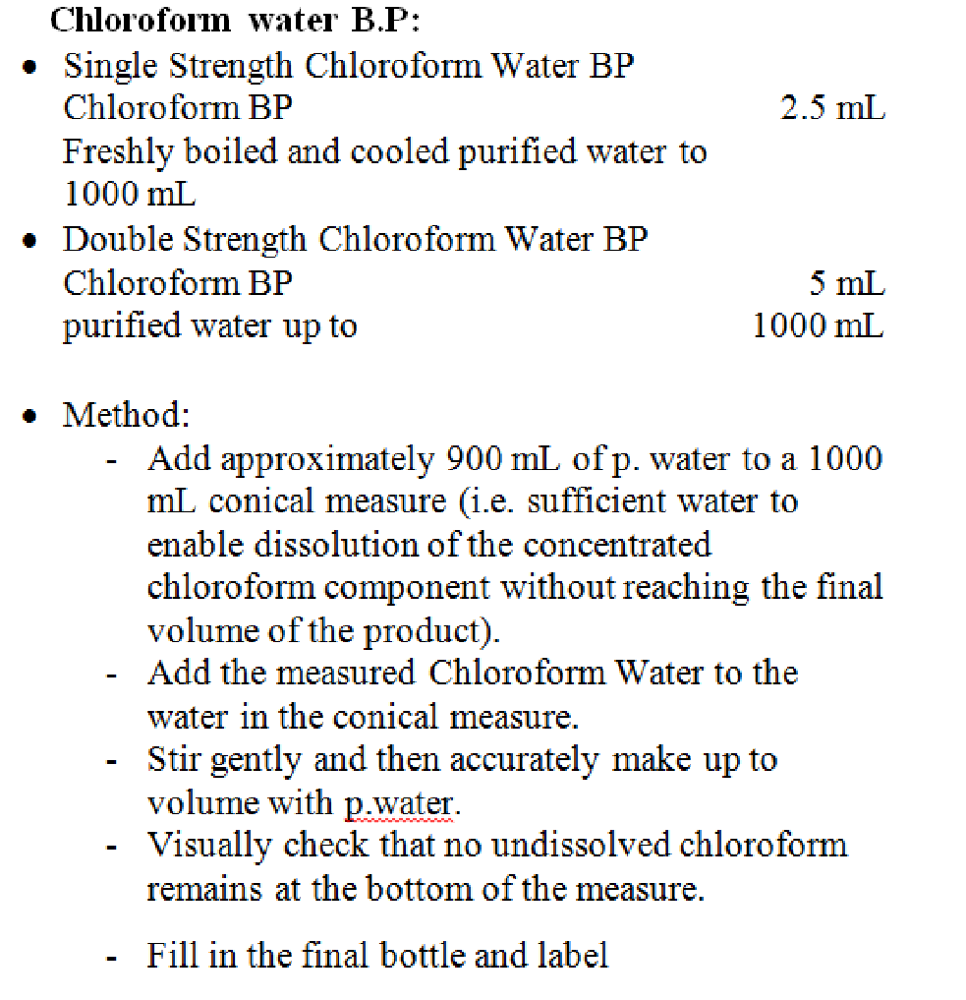 Chloroform water B.P:
• Single Strength Chloroform Water BP
Chloroform BP 2.5 mL
Freshly boiled and cooled purified water to
1000 mL
• Double Strength Chloroform Water BP
Chloroform BP 5 mL
purified water up to 1000 mL
• Method:
- Add approximately 900 mL of p. water to a 1000
mL conical measure (i.e. sufficient water to
enable dissolution of the concentrated
chloroform component without reaching the final
volume of the product).
- Add the measured Chloroform Water to the
water in the conical measure.
- Stir gently and then accurately make up to
volume with p.water.
- Visually check that no undissolved chloroform
remains at the bottom of the measure.
- Fill in the final bottle and label